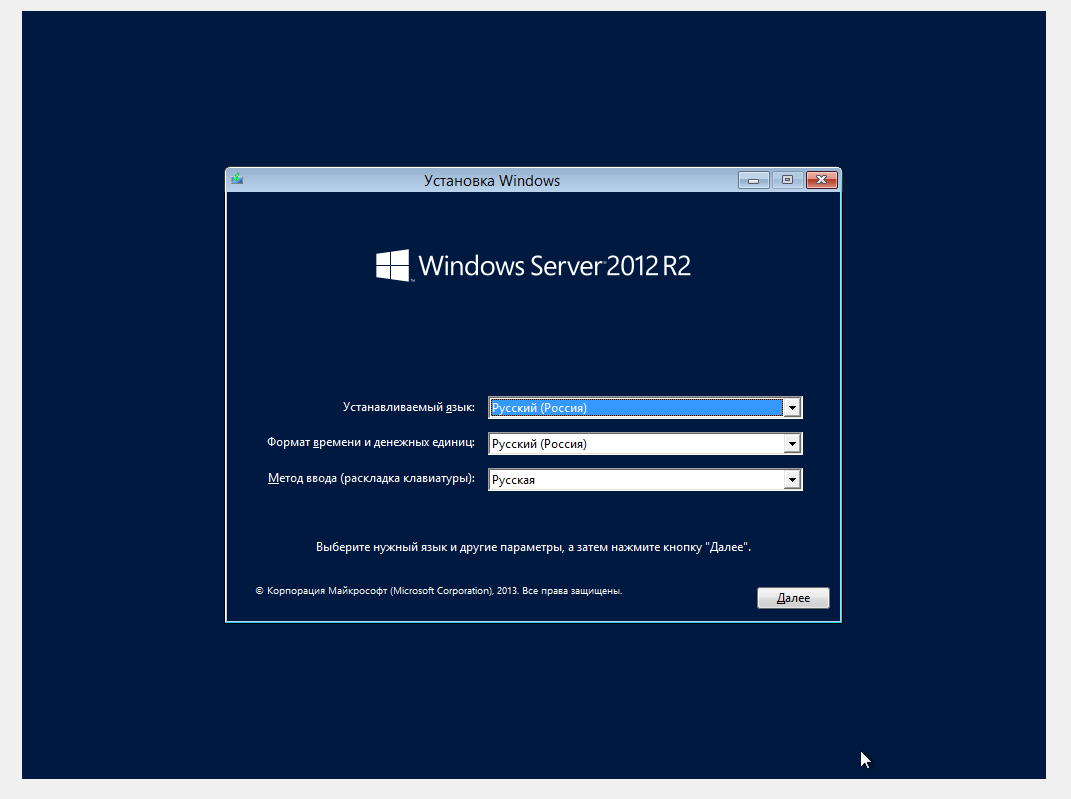 Установка Windows
Windows Server 2012 R2
Устанавливаемый язык: Русский (Россия)
Формат времени и денежных единиц: Русский (Россия)
Метод ввода (раскладка клавиатуры): Русская
Выберите нужный язык и другие параметры, а затем нажмите кнопку "Далее".
© Корпорация Майкрософт (Microsoft Corporation), 2013. Все права защищены.
Далее